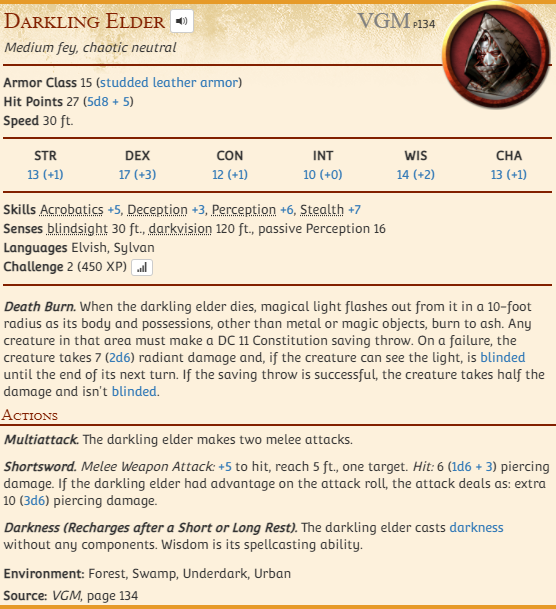 Darkling Elder VGM p134
Medium fey, chaotic neutral
Armor Class 15 (studded leather armor)
Hit Points 27 (5d8 + 5)
Speed 30 ft.
STR DEX CON INT WIS CHA
13 (+1) 17 (+3) 12 (+1) 10 (+0) 14 (+2) 13 (+1)
Skills Acrobatics +5, Deception +3, Perception +6, Stealth +7
Senses blindsight 30 ft., darkvision 120 ft., passive Perception 16
Languages Elvish, Sylvan
Challenge 2 (450 XP)
Death Burn. When the darkling elder dies, magical light flashes out from it in a 10-foot
radius as its body and possessions, other than metal or magic objects, burn to ash. Any
creature in that area must make a DC 11 Constitution saving throw. On a failure, the
creature takes 7 (2d6) radiant damage and, if the creature can see the light, is blinded
until the end of its next turn. If the saving throw is successful, the creature takes half the
damage and isn't blinded.
Actions
Multiattack. The darkling elder makes two melee attacks.
Shortsword. Melee Weapon Attack: +5 to hit, reach 5 ft., one target. Hit: 6 (1d6 + 3) piercing
damage. If the darkling elder had advantage on the attack roll, the attack deals as: extra
10 (3d6) piercing damage.
Darkness (Recharges after a Short or Long Rest). The darkling elder casts darkness
without any components. Wisdom is its spellcasting ability.
Environment: Forest, Swamp, Underdark, Urban
Source: VGM, page 134